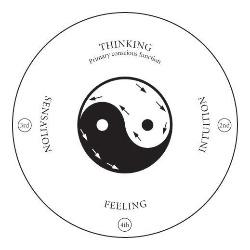 THINKING
Primary conscious function
SENSATION
3rd
INTUITION
2nd
FEELING
4th